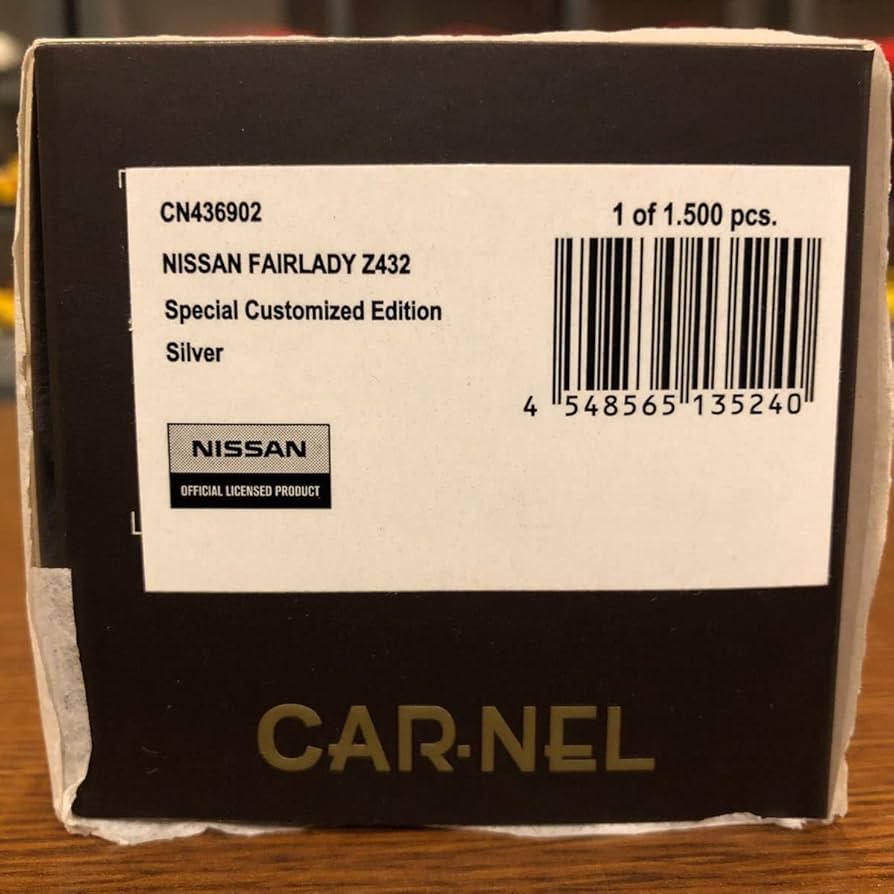 CN436902
1 of 1.500 pcs.
NISSAN FAIRLADY Z432
Special Customized Edition
Silver
4 548565 135240
NISSAN
OFFICIAL LICENSED PRODUCT
CAR·NEL